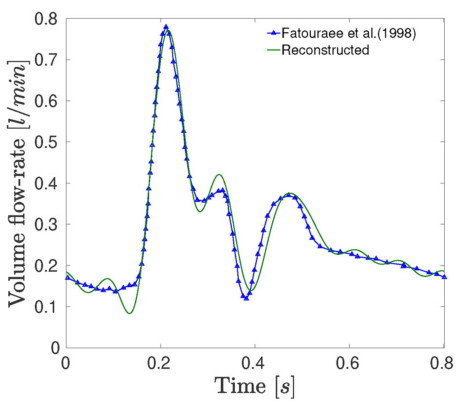 0.8
Fatouraee et al.(1998)
Reconstructed
0.7
0.6
0.5
0.4
0.3
0.2
0.1
0
Volume flow-rate [l/min]
0 0.2 0.4 0.6 0.8
Time [s]